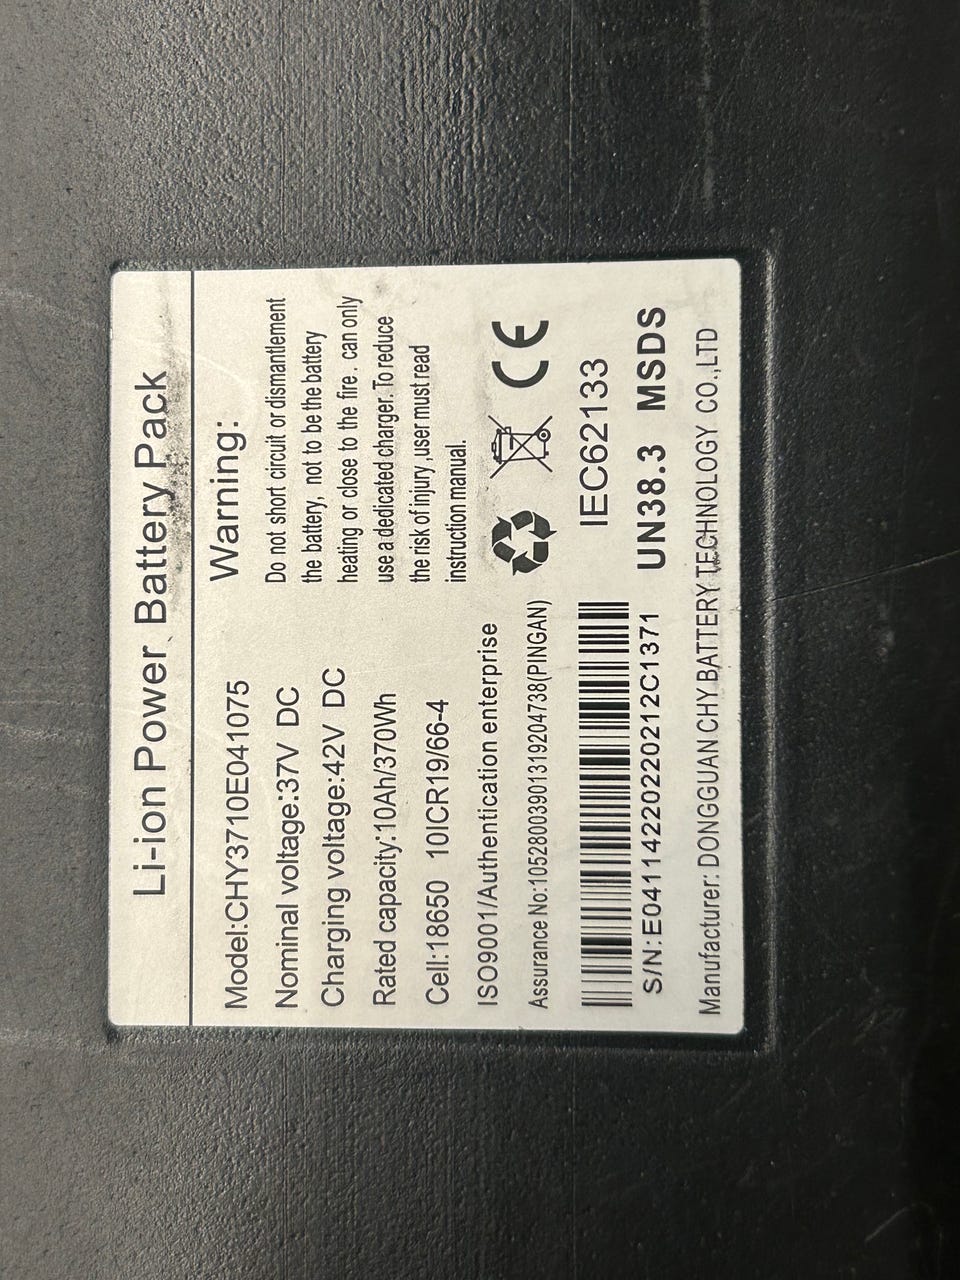 Li-ion Power Battery Pack
Model:CHY3710E041075
Nominal voltage:37V DC
Charging voltage:42V DC
Rated capacity:10Ah/370Wh
Cell:18650 10ICR19/66-4
ISO9001/Authentication enterprise
Assurance No:10528003901319204738(PINGAN)
S/N:E04114220220212C1371
Warning:
Do not short circuit or dismantlement
the battery, not to be the battery
heating or close to the fire . can only
use a dedicated charger. To reduce
the risk of injury ,user must read
instruction manual.
CE
IEC62133
UN38.3 MSDS
Manufacturer: DONGGUAN CHY BATTERY TECHNOLOGY CO.,LTD